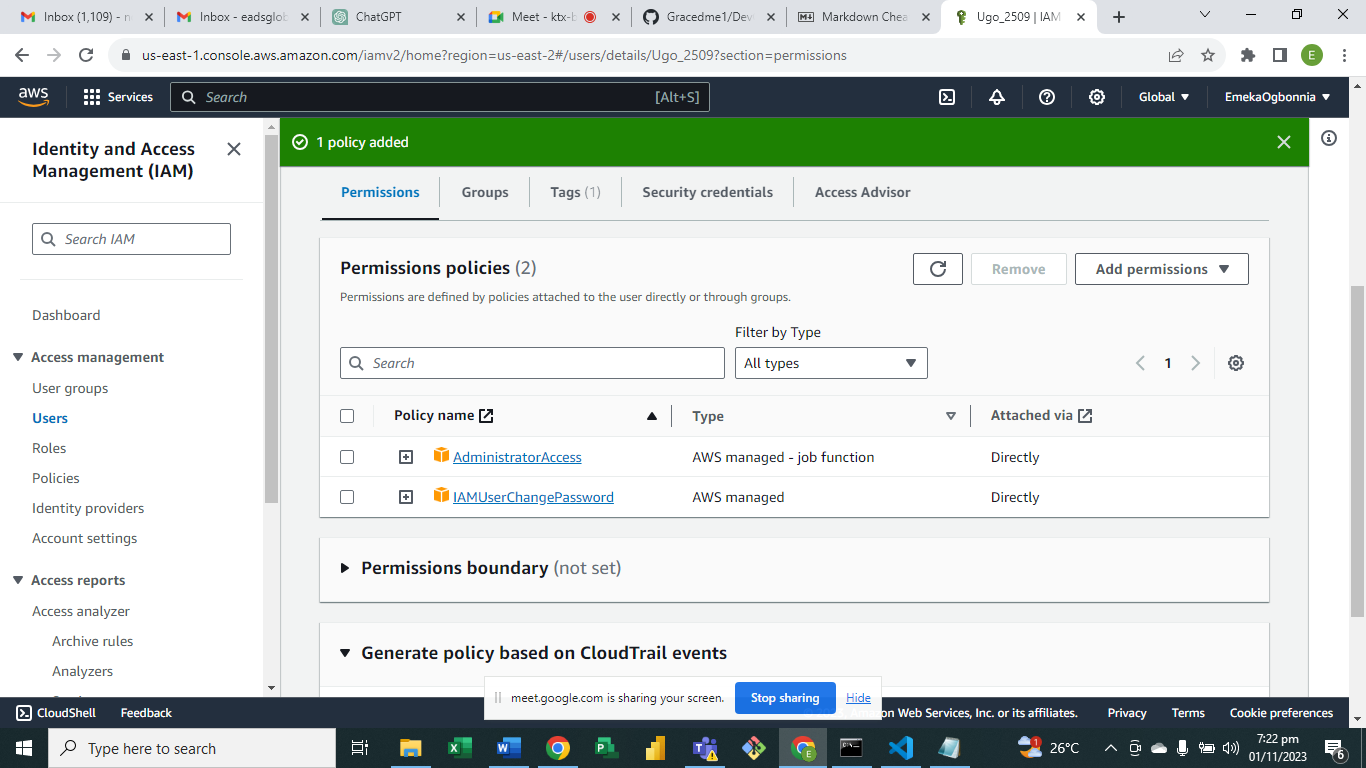 Inbox (1,109) - n
Inbox - eadsglob
ChatGPT
Meet - ktx-b
Gracedme1/Dev
Markdown Chea
Ugo_2509 | IAM
us-east-1.console.aws.amazon.com/iamv2/home?region=us-east-2#/users/details/Ugo_2509?section=permissions
E
aws
Services
Search
[Alt+S]
Global
EmekaOgbonnia
Identity and Access
Management (IAM)
Search IAM
Dashboard
Access management
User groups
Users
Roles
Policies
Identity providers
Account settings
Access reports
Access analyzer
Archive rules
Analyzers
1 policy added
Permissions
Groups
Tags (1)
Security credentials
Access Advisor
Permissions policies (2)
Remove
Add permissions
Permissions are defined by policies attached to the user directly or through groups.
Filter by Type
Search
All types
1
Policy name
Type
Attached via
AdministratorAccess
AWS managed - job function
Directly
IAMUserChangePassword
AWS managed
Directly
Permissions boundary (not set)
Generate policy based on CloudTrail events
meet.google.com is sharing your screen.
Stop sharing
Hide
CloudShell
Feedback
Web Services, Inc. or its affiliates.
Privacy
Terms
Cookie preferences
Type here to search
26°C
7:22 pm
01/11/2023
6